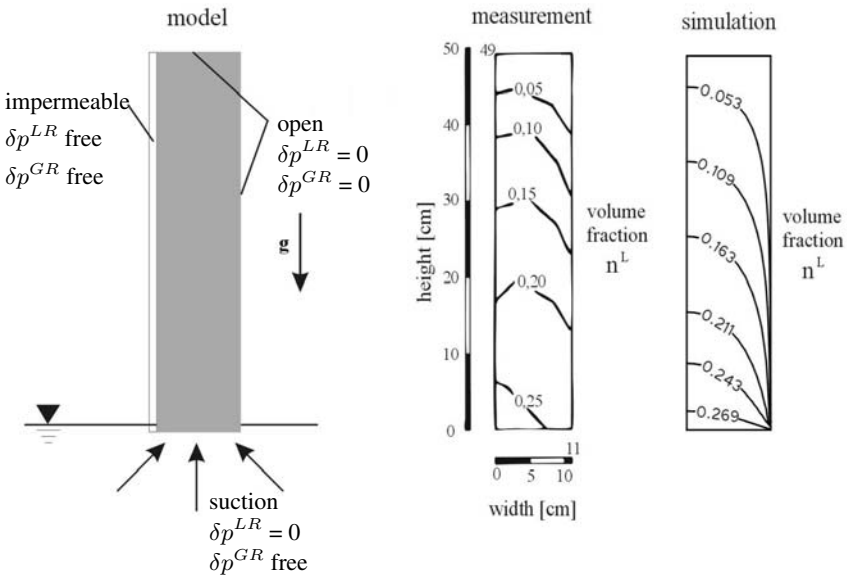 model
impermeable
δp^{LR} free
δp^{GR} free
open
δp^{LR} = 0
δp^{GR} = 0
g
suction
δp^{LR} = 0
δp^{GR} free
measurement
50
49
40
30
20
10
0
height [cm]
0,05
0,10
0,15
0,20
0,25
11
0 5 10
width [cm]
volume
fraction
n^L
simulation
0.053
0.109
0.163
0.211
0.243
0.269
volume
fraction
n^L